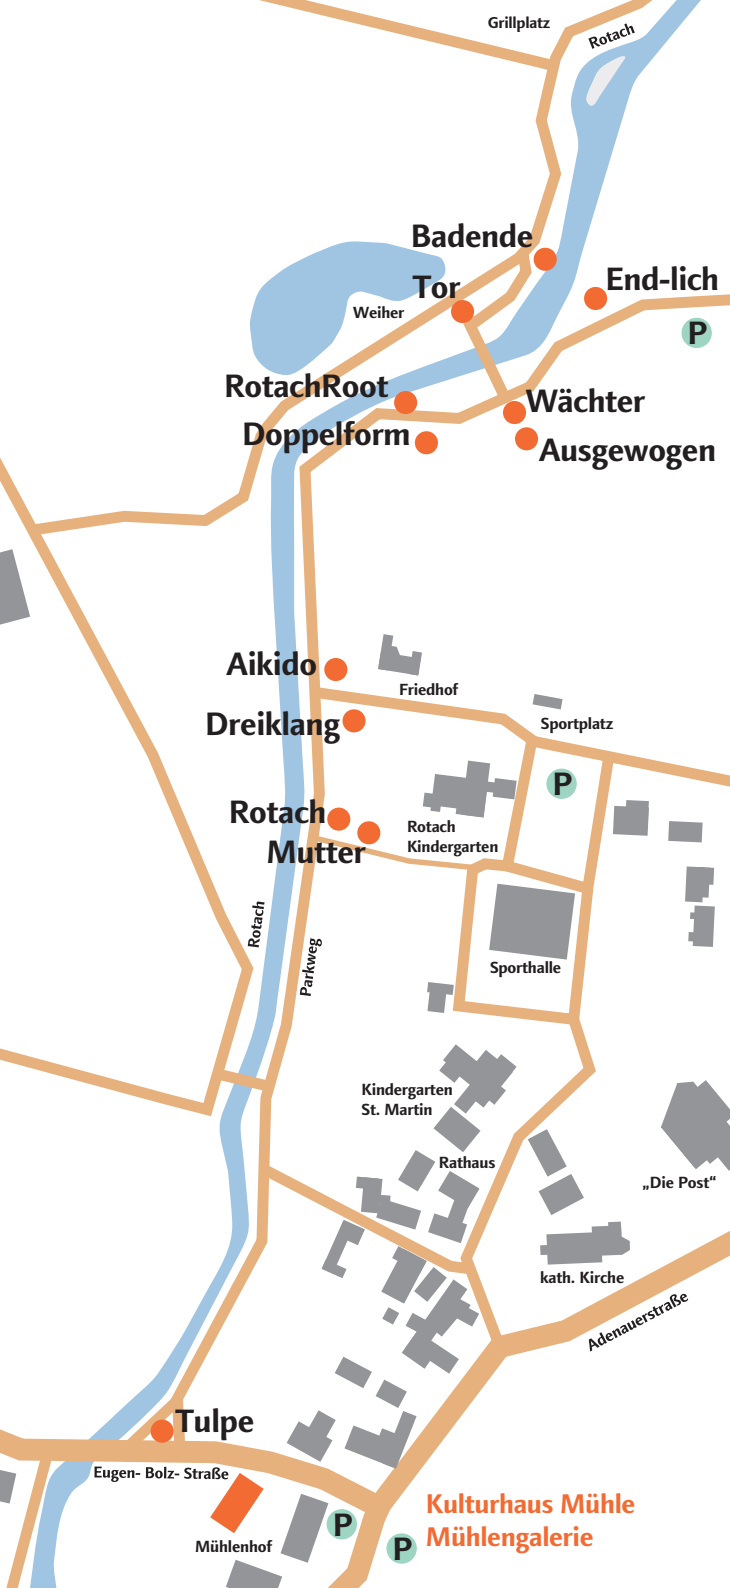 Grillplatz
Rotach
Badende
Tor
End-lich
Weiher
P
RotachRoot
Wächter
Doppelform
Ausgewogen
Aikido
Friedhof
Dreiklang
Sportplatz
P
Rotach
Mutter
Rotach
Kindergarten
Rotach
Parkweg
Sporthalle
Kindergarten
St. Martin
Rathaus
„Die Post“
kath. Kirche
Adenauerstraße
Tulpe
Eugen- Bolz- Straße
Mühlenhof
P
P
Kulturhaus Mühle
Mühlengalerie